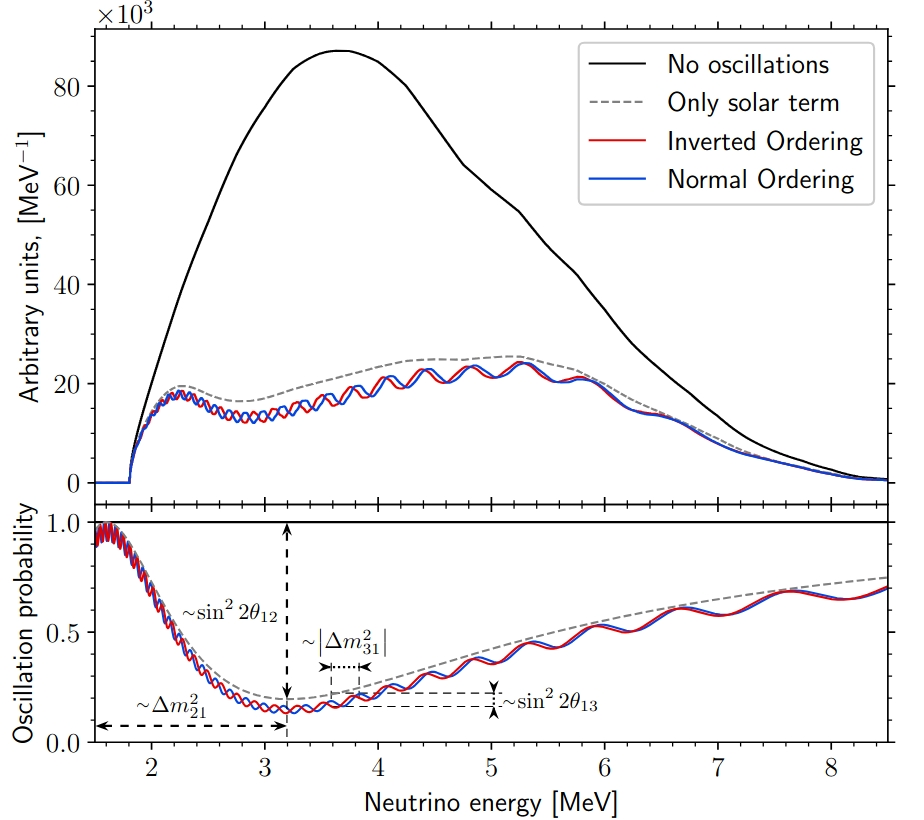 ×10³
80
60
40
20
0
Arbitrary units, [MeV⁻¹]
No oscillations
Only solar term
Inverted Ordering
Normal Ordering
1.0
0.5
0.0
Oscillation probability
~sin² 2θ₁₂
~|Δm²₃₁|
~Δm²₂₁
~sin² 2θ₁₃
2 3 4 5 6 7 8
Neutrino energy [MeV]